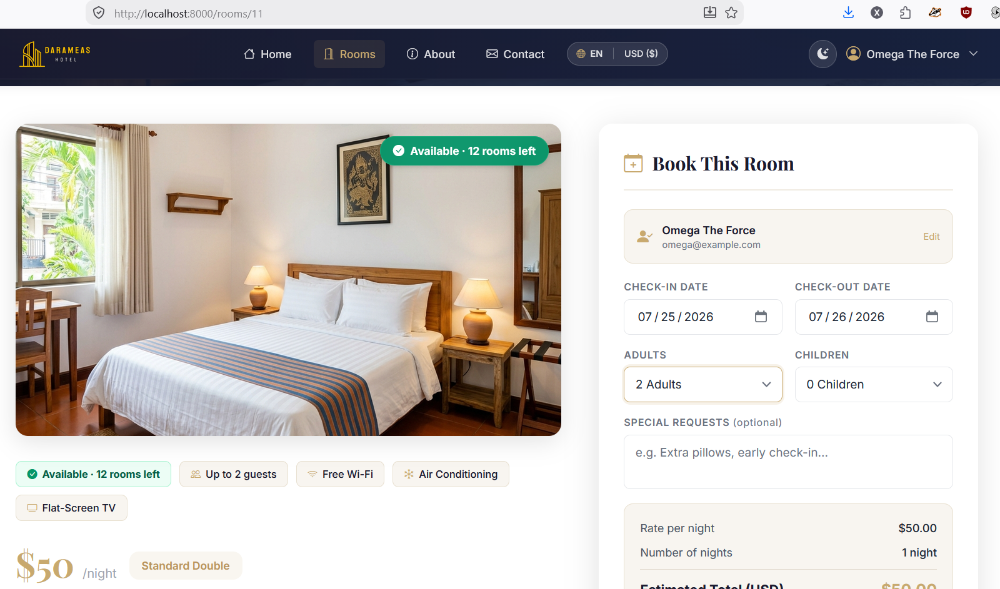 http://localhost:8000/rooms/11
DARAMEAS
HOTEL
Home
Rooms
About
Contact
EN
USD ($)
Omega The Force
Available · 12 rooms left
Book This Room
Omega The Force
omega@example.com
Edit
CHECK-IN DATE
CHECK-OUT DATE
07 / 25 / 2026
07 / 26 / 2026
ADULTS
CHILDREN
2 Adults
0 Children
SPECIAL REQUESTS (optional)
e.g. Extra pillows, early check-in...
Available · 12 rooms left
Up to 2 guests
Free Wi-Fi
Air Conditioning
Flat-Screen TV
$50 /night
Standard Double
Rate per night
$50.00
Number of nights
1 night
Estimated Total (USD)
$50.00